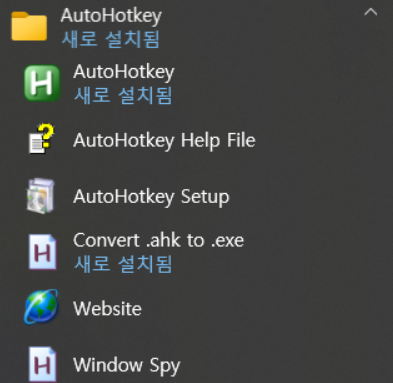 AutoHotkey
새로 설치됨
AutoHotkey
새로 설치됨
AutoHotkey Help File
AutoHotkey Setup
Convert .ahk to .exe
새로 설치됨
Website
Window Spy